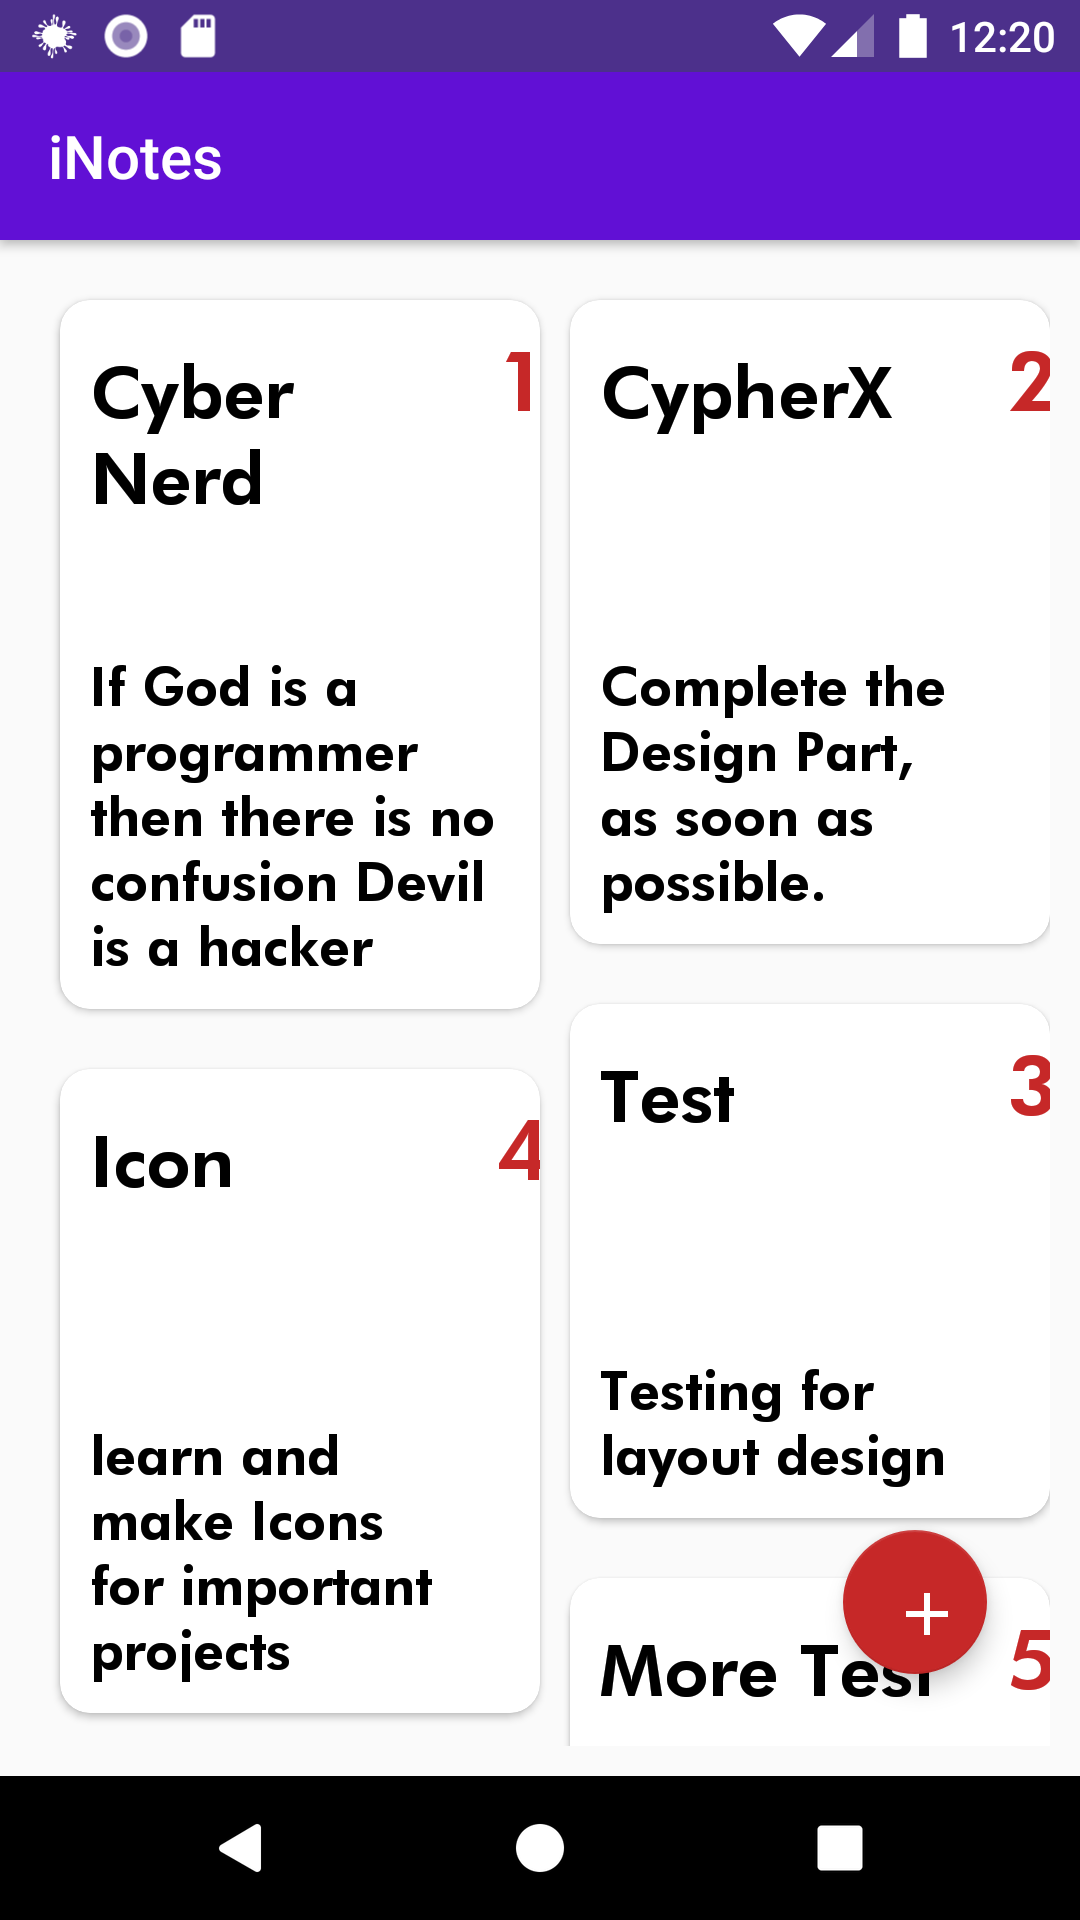 12:20
iNotes
Cyber
Nerd
1
If God is a
programmer
then there is no
confusion Devil
is a hacker
CypherX
2
Complete the
Design Part,
as soon as
possible.
Test
3
Testing for
layout design
Icon
4
learn and
make Icons
for important
projects
More Test
5